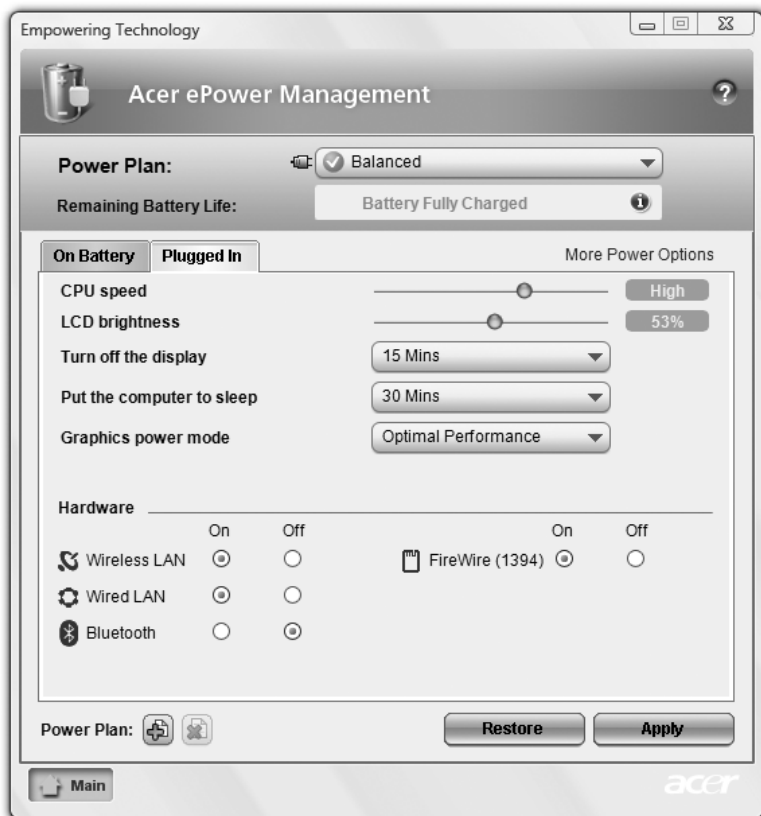 Empowering Technology
Acer ePower Management ?
Power Plan: Balanced
Remaining Battery Life: Battery Fully Charged
On Battery Plugged In More Power Options
CPU speed High
LCD brightness 53%
Turn off the display 15 Mins
Put the computer to sleep 30 Mins
Graphics power mode Optimal Performance
Hardware
On Off On Off
Wireless LAN FireWire (1394)
Wired LAN
Bluetooth
Power Plan: Restore Apply
Main acer